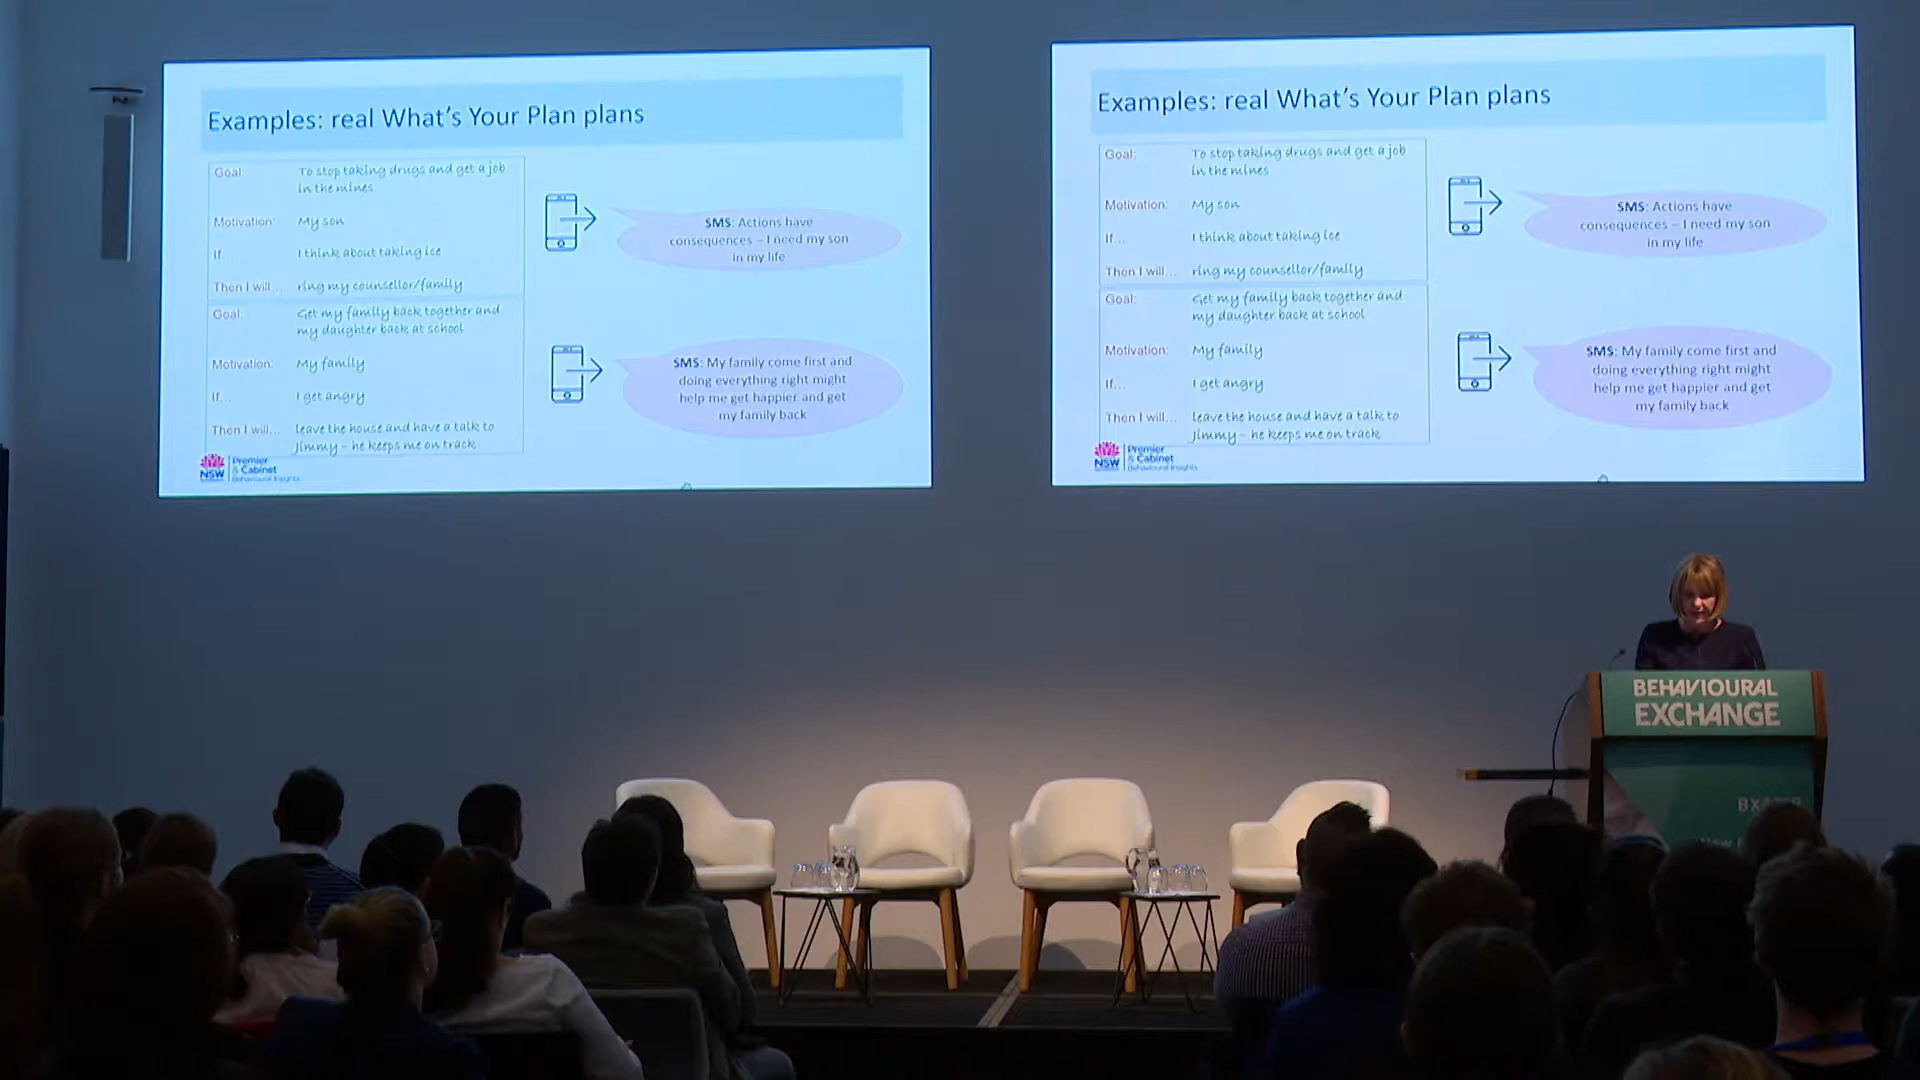 Examples: real What's Your Plan plans
Goal: To stop taking drugs and get a job
in the mines
Motivation: My son
If I think about taking ice
Then I will... ring my counsellor/family
Goal: Get my family back together and
my daughter back at school
Motivation: My family
If... I get angry
Then I will... leave the house and have a talk to
Jimmy – he keeps me on track
SMS: Actions have
consequences – I need my son
in my life
SMS: My family come first and
doing everything right might
help me get happier and get
my family back
NSW
Premier
& Cabinet
Behavioural Insights
Examples: real What's Your Plan plans
Goal: To stop taking drugs and get a job
in the mines
Motivation: My son
If... I think about taking ice
Then I will... ring my counsellor/family
Goal: Get my family back together and
my daughter back at school
Motivation: My family
If... I get angry
Then I will... leave the house and have a talk to
Jimmy – he keeps me on track
SMS: Actions have
consequences – I need my son
in my life
SMS: My family come first and
doing everything right might
help me get happier and get
my family back
NSW
Premier
& Cabinet
Behavioural Insights
BEHAVIOURAL
EXCHANGE